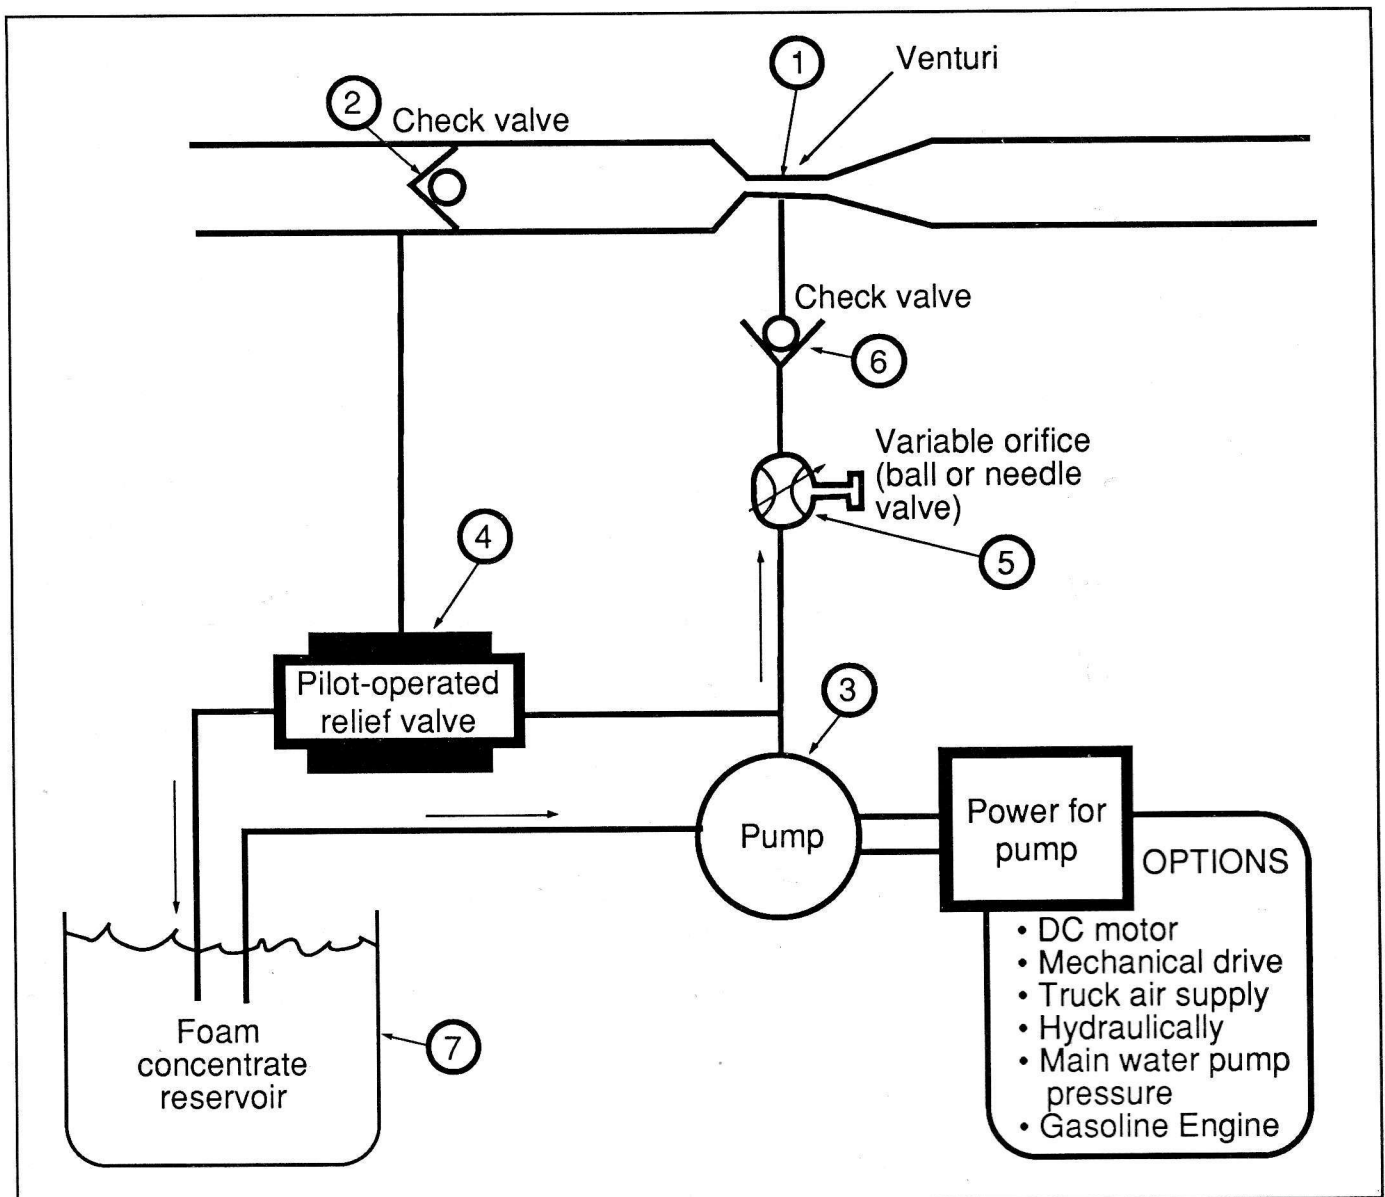 1
Venturi
2
Check valve
Check valve
6
Variable orifice
(ball or needle
valve)
5
4
Pilot-operated
relief valve
3
Pump
Power for
pump
OPTIONS
• DC motor
• Mechanical drive
• Truck air supply
• Hydraulically
• Main water pump
pressure
• Gasoline Engine
Foam
concentrate
reservoir
7